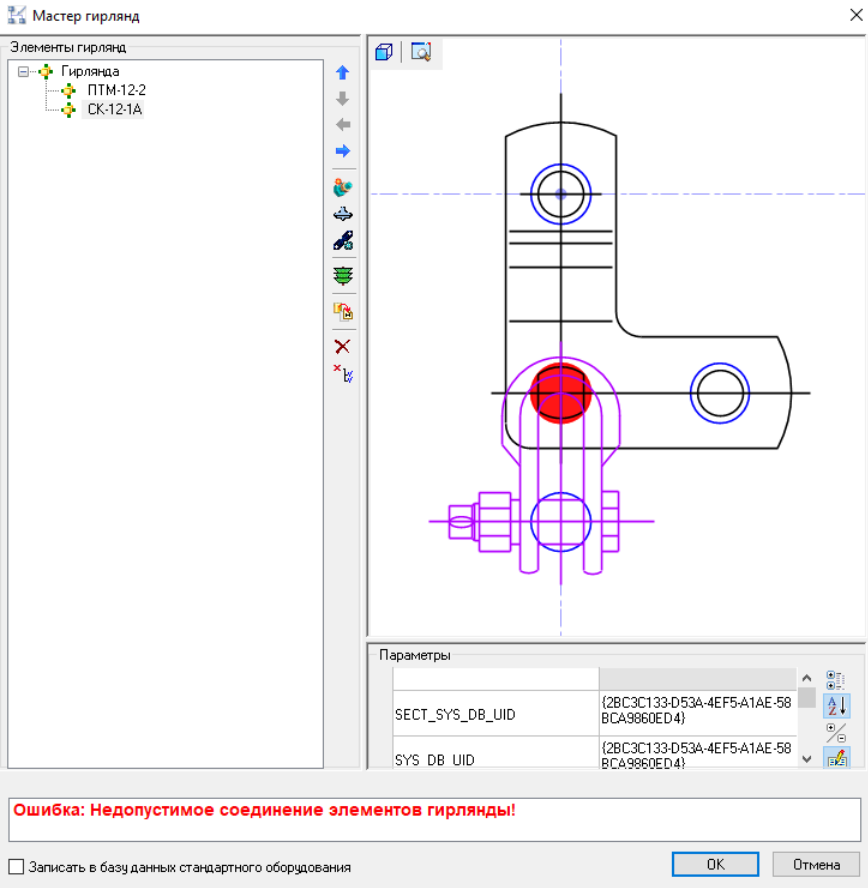 Мастер гирлянд
Элементы гирлянд
Гирлянда
ПТМ-12-2
СК-12-1А
Параметры
SECT_SYS_DB_UID
{2BC3C133-D53A-4EF5-A1AE-58
BCA9860ED4}
SYS_DB_UID
{2BC3C133-D53A-4EF5-A1AE-58
BCA9860ED4}
Ошибка: Недопустимое соединение элементов гирлянды!
Записать в базу данных стандартного оборудования
OK
Отмена